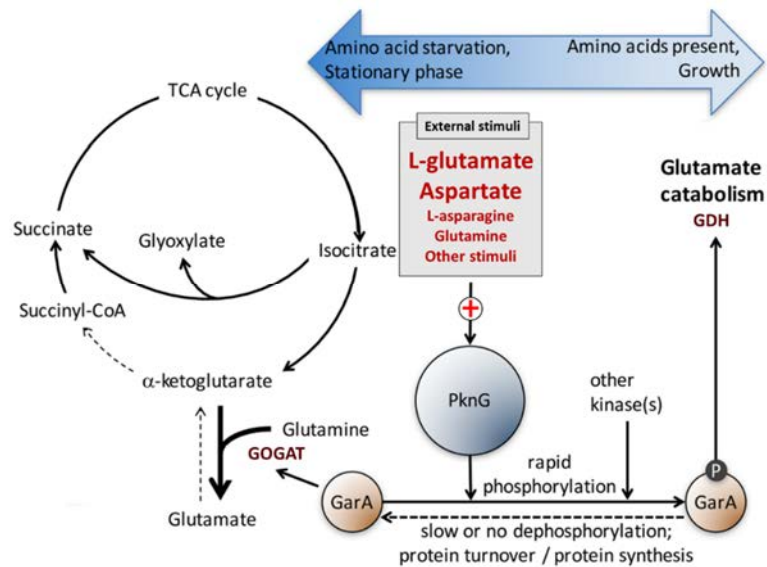 Amino acid starvation,
Stationary phase
Amino acids present,
Growth
TCA cycle
External stimuli
L-glutamate
Aspartate
L-asparagine
Glutamine
Other stimuli
Glutamate
catabolism
GDH
Succinate
Glyoxylate
Isocitrate
Succinyl-CoA
α-ketoglutarate
PknG
other
kinase(s)
Glutamine
GOGAT
rapid
phosphorylation
P
GarA
GarA
Glutamate
slow or no dephosphorylation;
protein turnover / protein synthesis